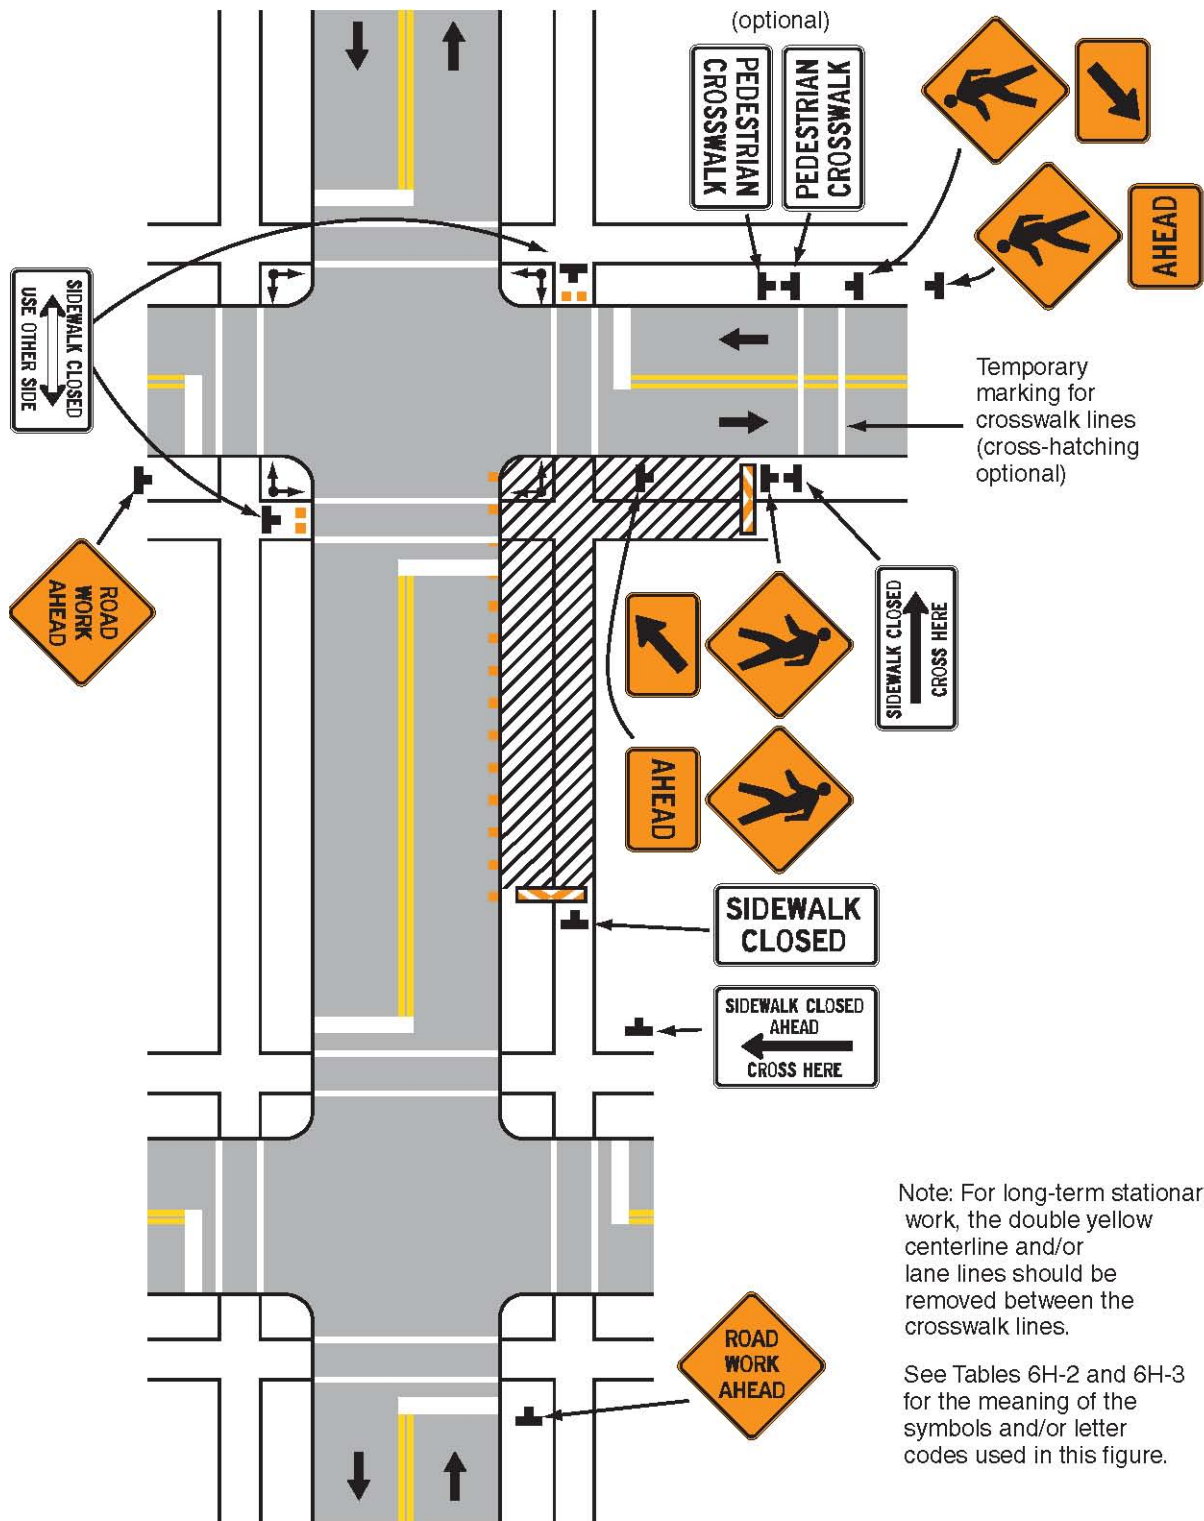 (optional)
PEDESTRIAN
CROSSWALK
PEDESTRIAN
CROSSWALK
AHEAD
SIDEWALK CLOSED
USE OTHER SIDE
Temporary
marking for
crosswalk lines
(cross-hatching
optional)
ROAD
WORK
AHEAD
SIDEWALK CLOSED
CROSS HERE
AHEAD
SIDEWALK
CLOSED
SIDEWALK CLOSED
AHEAD
CROSS HERE
Note: For long-term stationar
work, the double yellow
centerline and/or
lane lines should be
removed between the
crosswalk lines.
ROAD
WORK
AHEAD
See Tables 6H-2 and 6H-3
for the meaning of the
symbols and/or letter
codes used in this figure.